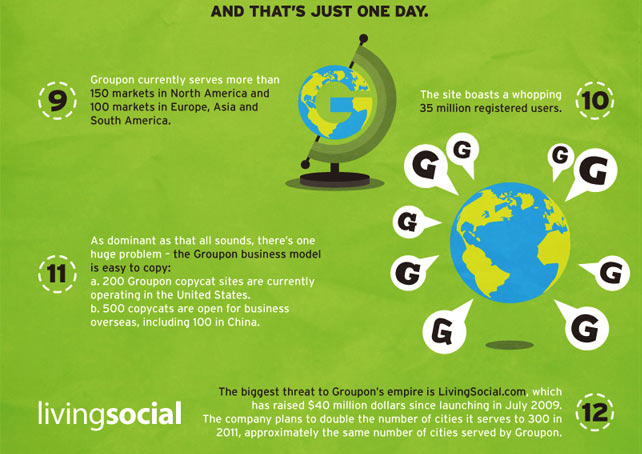 AND THAT'S JUST ONE DAY.
9
Groupon currently serves more than
150 markets in North America and
100 markets in Europe, Asia and
South America.
G
The site boasts a whopping
35 million registered users.
10
G
G
G
G
G
G
G
G
G
11
As dominant as that all sounds, there's one
huge problem – the Groupon business model
is easy to copy:
a. 200 Groupon copycat sites are currently
operating in the United States.
b. 500 copycats are open for business
overseas, including 100 in China.
livingsocial
The biggest threat to Groupon's empire is LivingSocial.com, which
has raised $40 million dollars since launching in July 2009.
The company plans to double the number of cities it serves to 300 in
2011, approximately the same number of cities served by Groupon.
12